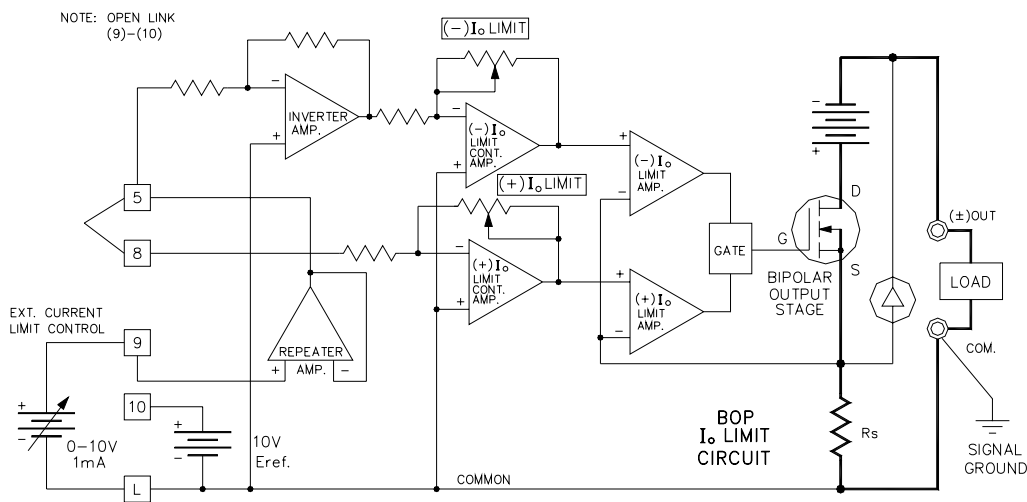 NOTE: OPEN LINK
(9)-(10)
(-)Io LIMIT
-
+
INVERTER
AMP.
-
+
(-)Io
LIMIT
CONT.
AMP.
(+)Io LIMIT
-
+
(+)Io
LIMIT
CONT.
AMP.
+
-
(-)Io
LIMIT
AMP.
+
-
(+)Io
LIMIT
AMP.
GATE
-
+
D
G
S
BIPOLAR
OUTPUT
STAGE
(±)OUT
LOAD
COM.
5
8
EXT. CURRENT
LIMIT CONTROL
9
REPEATER
+ -
AMP.
10
+
-
0-10V
1mA
+
-
10V
Eref.
L
COMMON
BOP
Io LIMIT
CIRCUIT
Rs
SIGNAL
GROUND